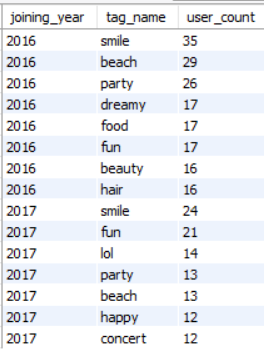 joining_year tag_name user_count
2016 smile 35
2016 beach 29
2016 party 26
2016 dreamy 17
2016 food 17
2016 fun 17
2016 beauty 16
2016 hair 16
2017 smile 24
2017 fun 21
2017 lol 14
2017 party 13
2017 beach 13
2017 happy 12
2017 concert 12